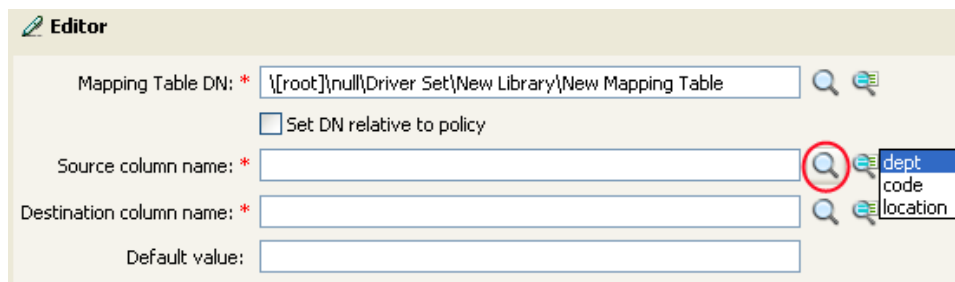 Editor
Mapping Table DN: * \[root]\null\Driver Set\New Library\New Mapping Table
Set DN relative to policy
Source column name: * dept
code
Destination column name: * location
Default value: